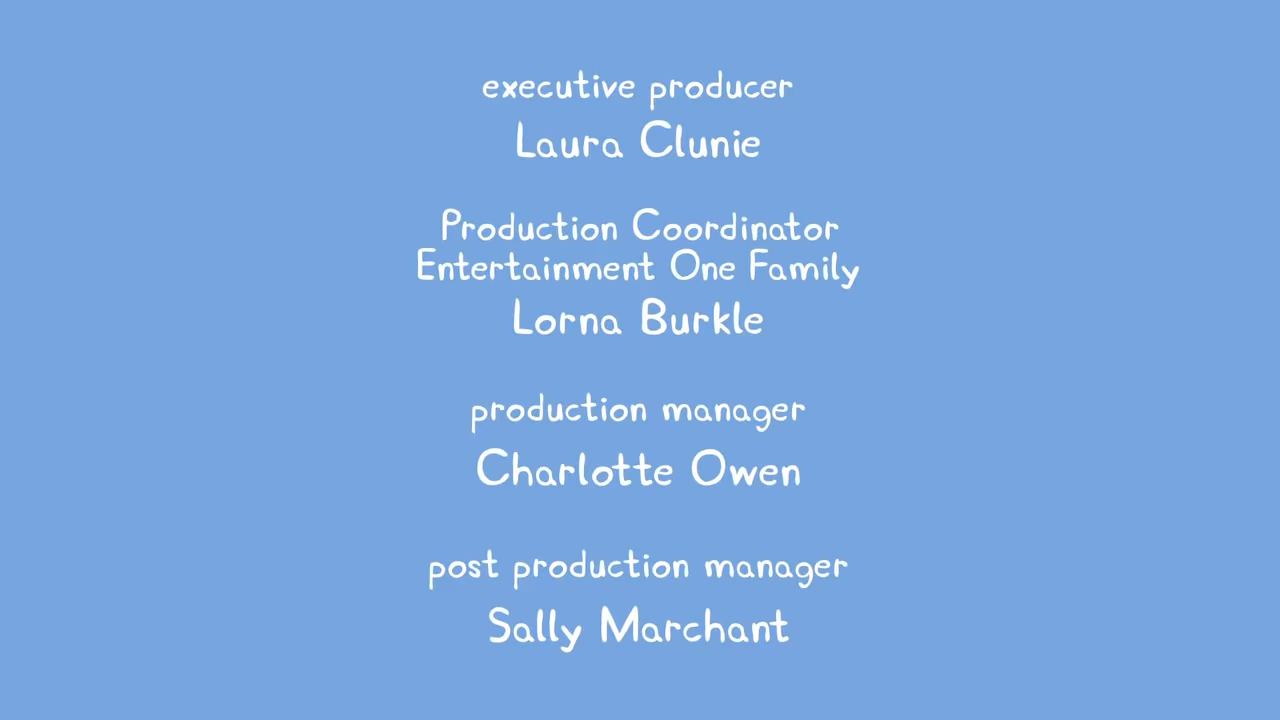 executive producer
Laura Clunie
Production Coordinator
Entertainment One Family
Lorna Burkle
production manager
Charlotte Owen
post production manager
Sally Marchant